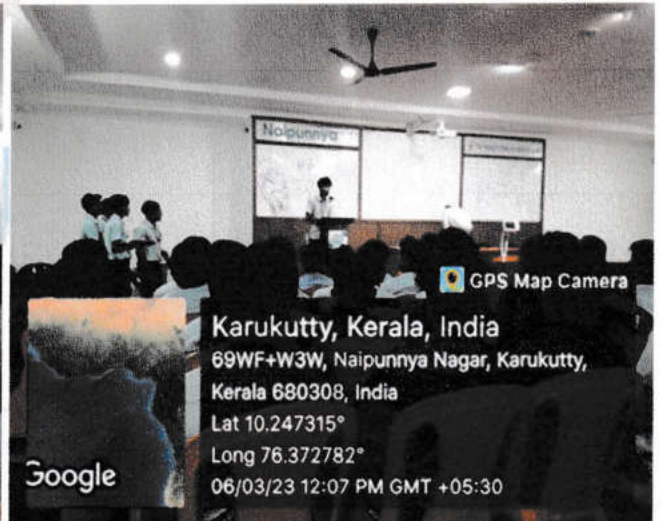 Naipunnya
GPS Map Camera
Karukutty, Kerala, India
69WF+W3W, Naipunnya Nagar, Karukutty,
Kerala 680308, India
Lat 10.247315°
Long 76.372782°
06/03/23 12:07 PM GMT +05:30
Google